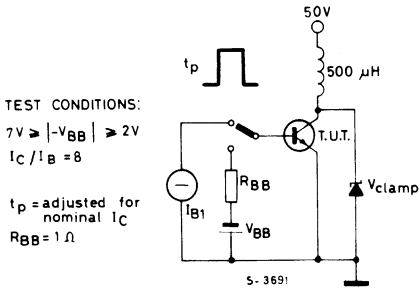 50V
tp
500 μH
TEST CONDITIONS:
7V ⩾ |-VBB| ⩾ 2V
T.U.T.
IC/IB = 8
RBB
Vclamp
tp = adjusted for
nominal IC
IB1
VBB
RBB = 1 Ω
S-3691